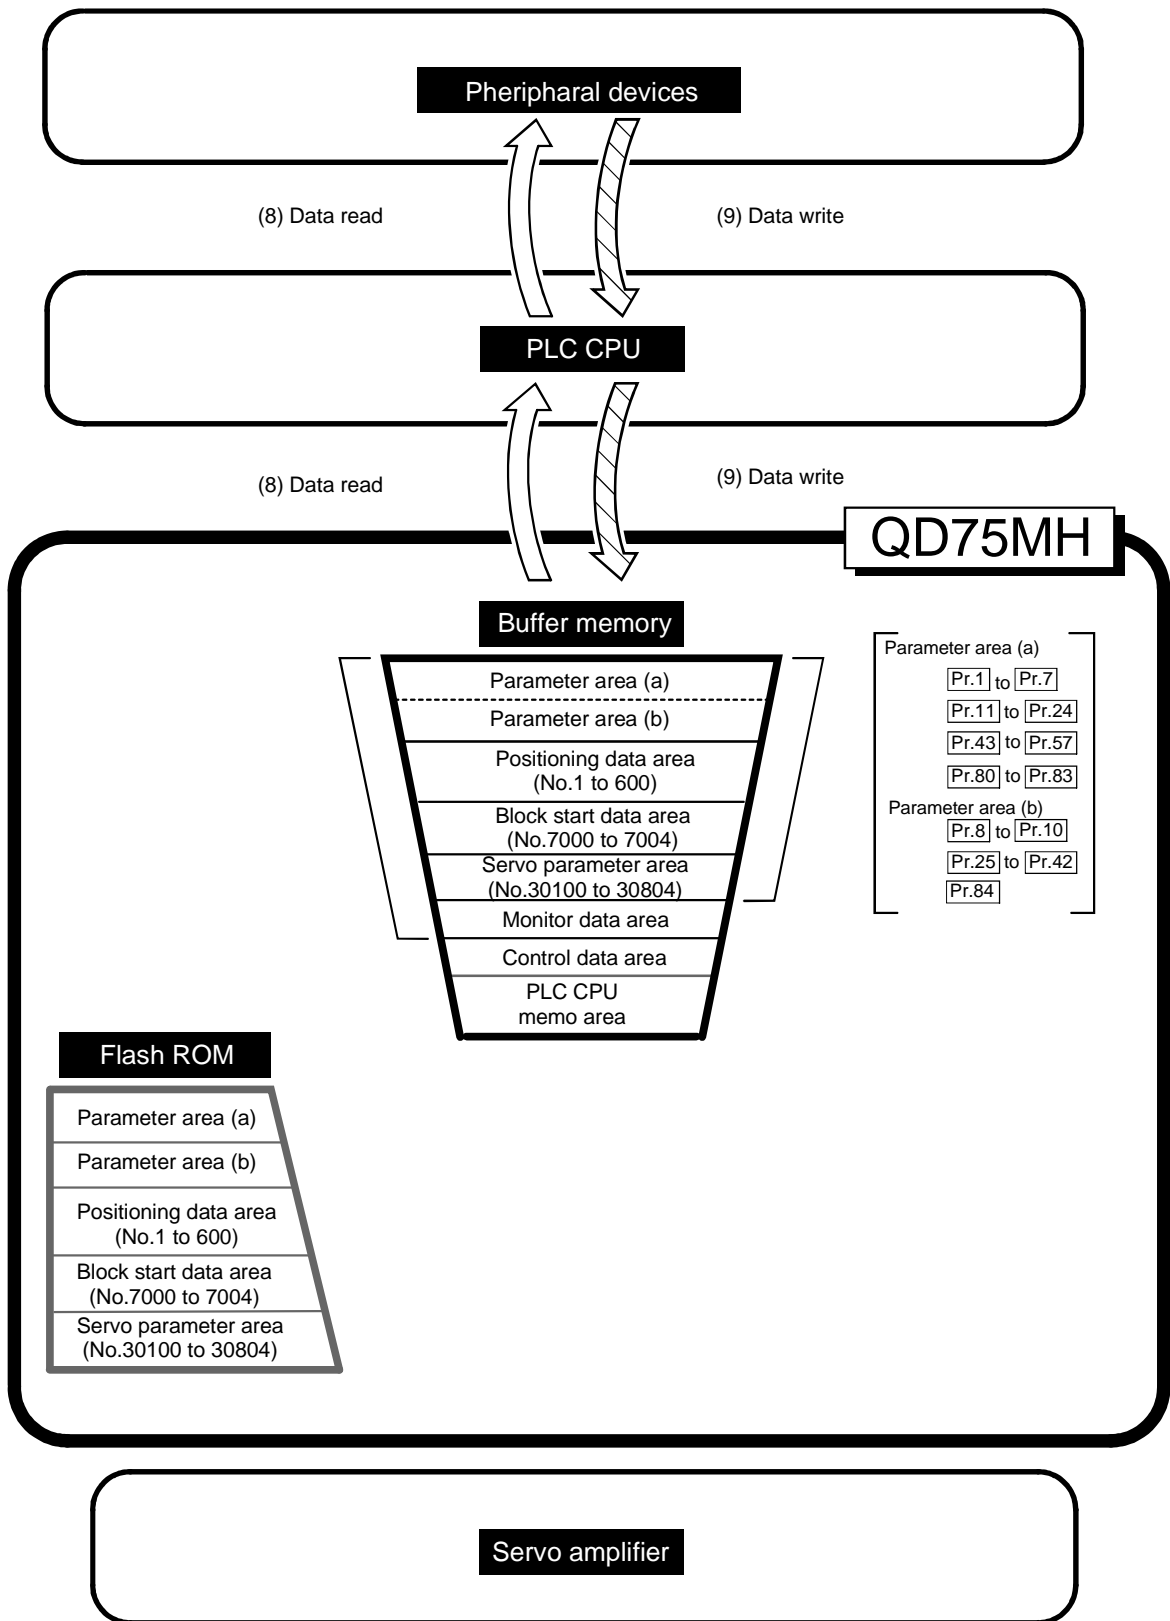 Pheripharal devices
(8) Data read
(9) Data write
PLC CPU
(8) Data read
(9) Data write
QD75MH
Buffer memory
Parameter area (a)
Parameter area (b)
Positioning data area
(No.1 to 600)
Block start data area
(No.7000 to 7004)
Servo parameter area
(No.30100 to 30804)
Monitor data area
Control data area
PLC CPU
memo area
Parameter area (a)
Pr.1 to Pr.7
Pr.11 to Pr.24
Pr.43 to Pr.57
Pr.80 to Pr.83
Parameter area (b)
Pr.8 to Pr.10
Pr.25 to Pr.42
Pr.84
Flash ROM
Parameter area (a)
Parameter area (b)
Positioning data area
(No.1 to 600)
Block start data area
(No.7000 to 7004)
Servo parameter area
(No.30100 to 30804)
Servo amplifier